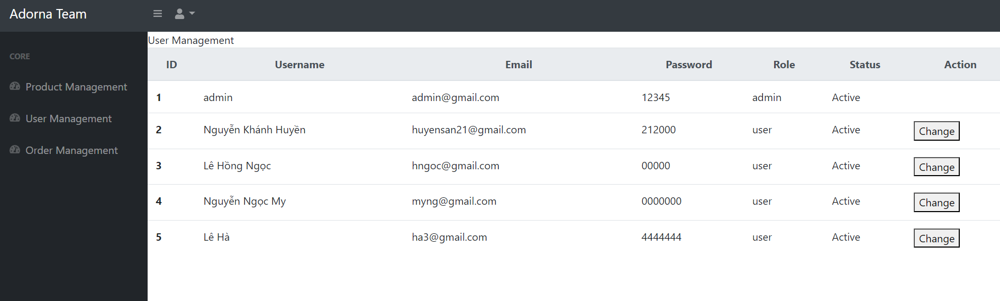 Adorna Team
CORE
Product Management
User Management
Order Management
User Management
ID Username Email Password Role Status Action
1 admin admin@gmail.com 12345 admin Active
2 Nguyễn Khánh Huyền huyensan21@gmail.com 212000 user Active Change
3 Lê Hồng Ngọc hngoc@gmail.com 00000 user Active Change
4 Nguyễn Ngọc My myng@gmail.com 0000000 user Active Change
5 Lê Hà ha3@gmail.com 4444444 user Active Change